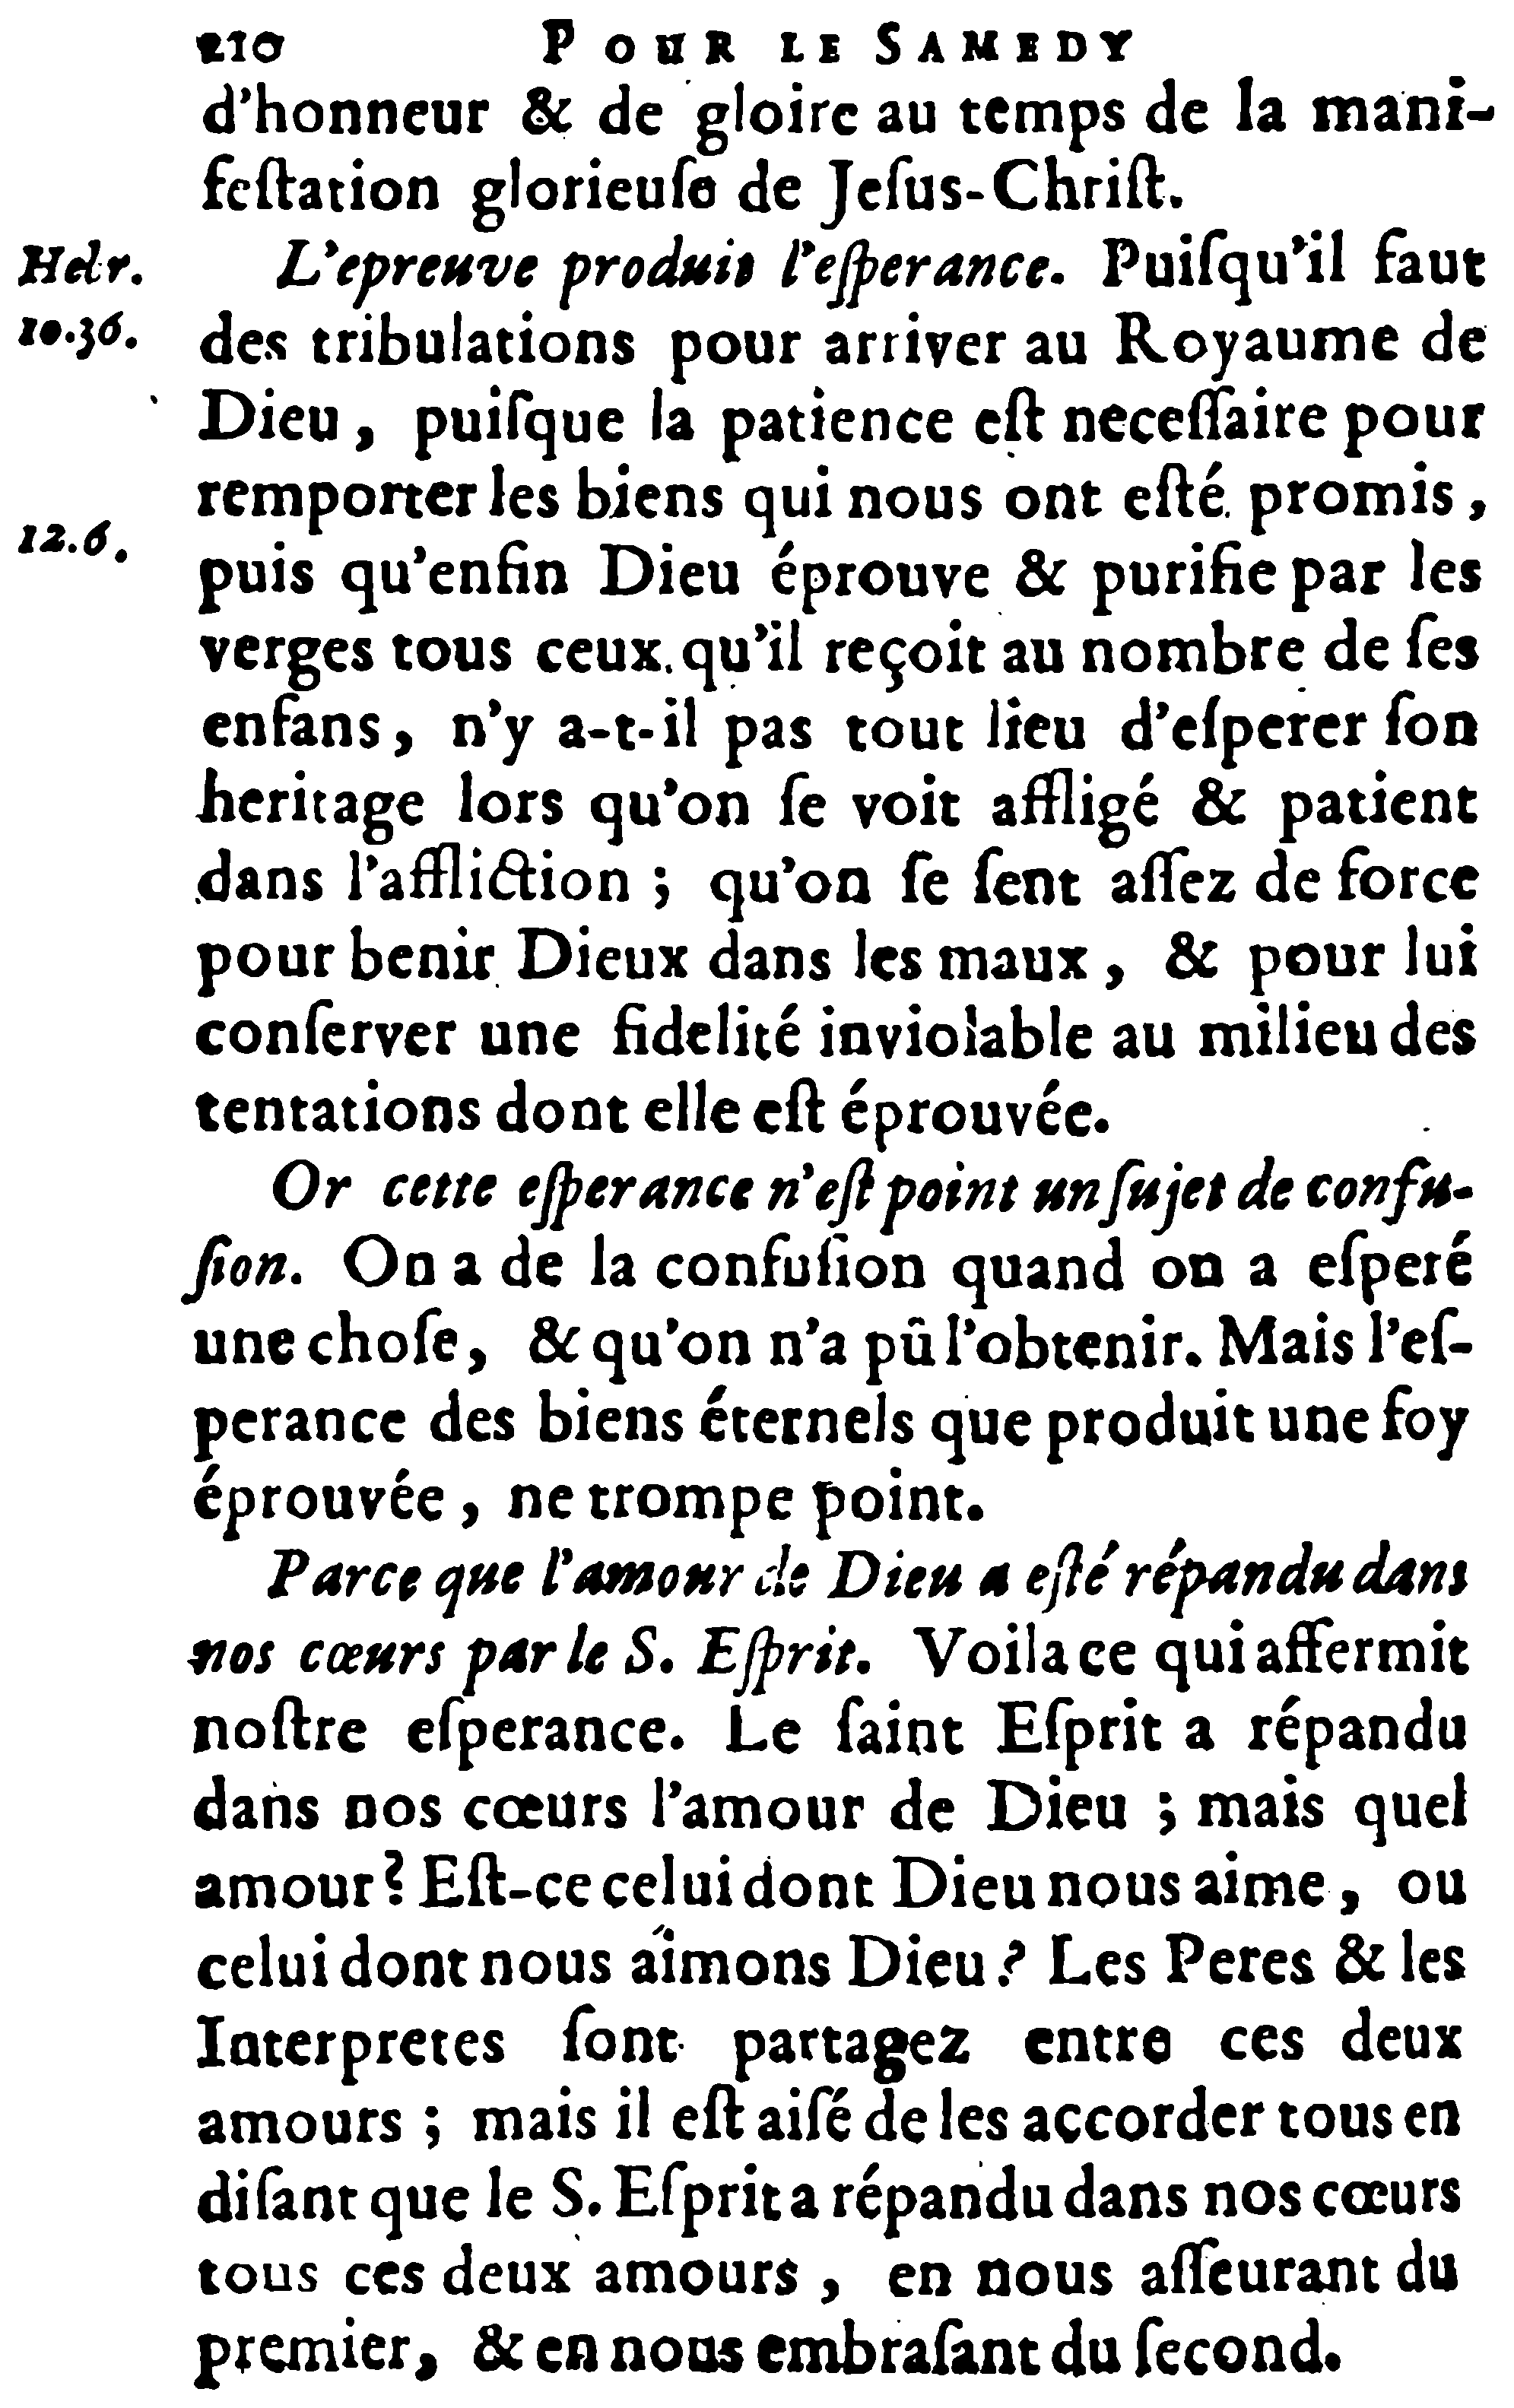 210 POUR LE SAMEDY
d'honneur & de gloire au temps de la mani-
feſtation glorieuſe de Jeſus-Chriſt.
Hebr. L'epreuve produit l'eſperance. Puiſqu'il faut
10.36. des tribulations pour arriver au Royaume de
Dieu, puiſque la patience eſt neceſſaire pour
remporter les biens qui nous ont eſté promis,
12.6. puis qu'enfin Dieu éprouve & purifie par les
verges tous ceux qu'il reçoit au nombre de ſes
enfans, n'y a-t-il pas tout lieu d'eſperer ſon
heritage lors qu'on ſe voit affligé & patient
dans l'affliction ; qu'on ſe ſent aſſez de force
pour benir Dieux dans les maux, & pour lui
conſerver une fidelité inviolable au milieu des
tentations dont elle eſt éprouvée.
Or cette eſperance n'eſt point un ſujet de confu-
ſion. On a de la confuſion quand on a eſperé
une choſe, & qu'on n'a pû l'obtenir. Mais l'eſ-
perance des biens éternels que produit une foy
éprouvée, ne trompe point.
Parce que l'amour de Dieu a eſté répandu dans
nos cœurs par le S. Eſprit. Voila ce qui affermit
noſtre eſperance. Le ſaint Eſprit a répandu
dans nos cœurs l'amour de Dieu ; mais quel
amour ? Eſt-ce celui dont Dieu nous aime, ou
celui dont nous aimons Dieu ? Les Peres & les
Interpretes ſont partagez entre ces deux
amours ; mais il eſt aiſé de les accorder tous en
diſant que le S. Eſprit a répandu dans nos cœurs
tous ces deux amours, en nous aſſeurant du
premier, & en nous embraſant du ſecond.